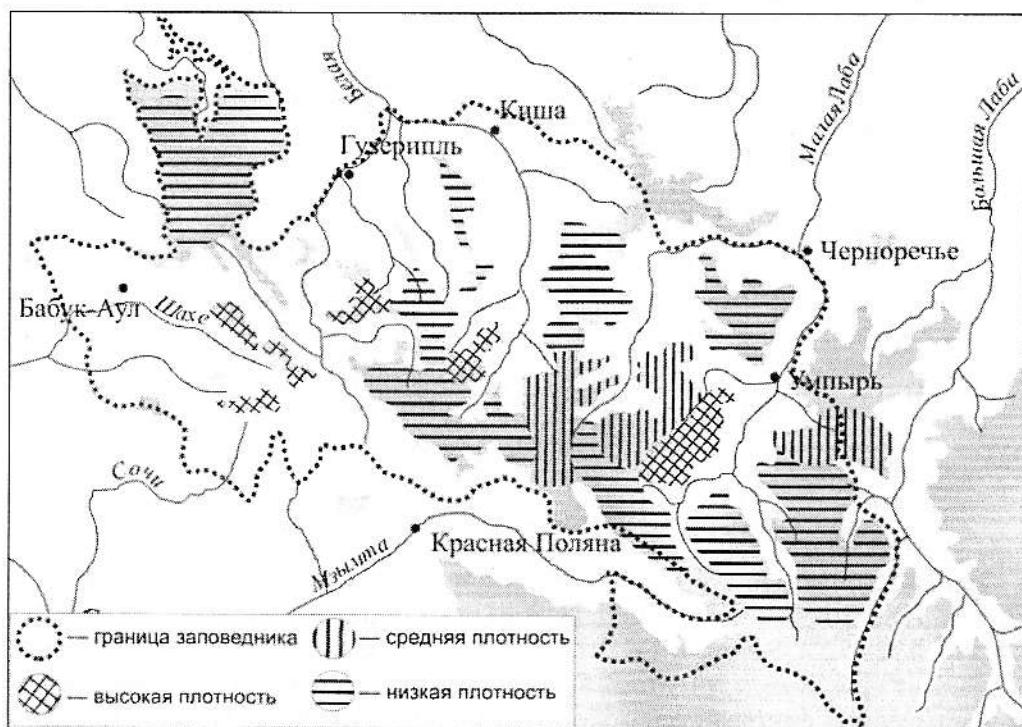 Белая
Киша
Гузерипль
Малая Лаба
Большая Лаба
Черноречье
Бабук-Аул
Шахе
Умпырь
Сочи
Красная Поляна
Мзымта
— граница заповедника
— средняя плотность
— высокая плотность
— низкая плотность